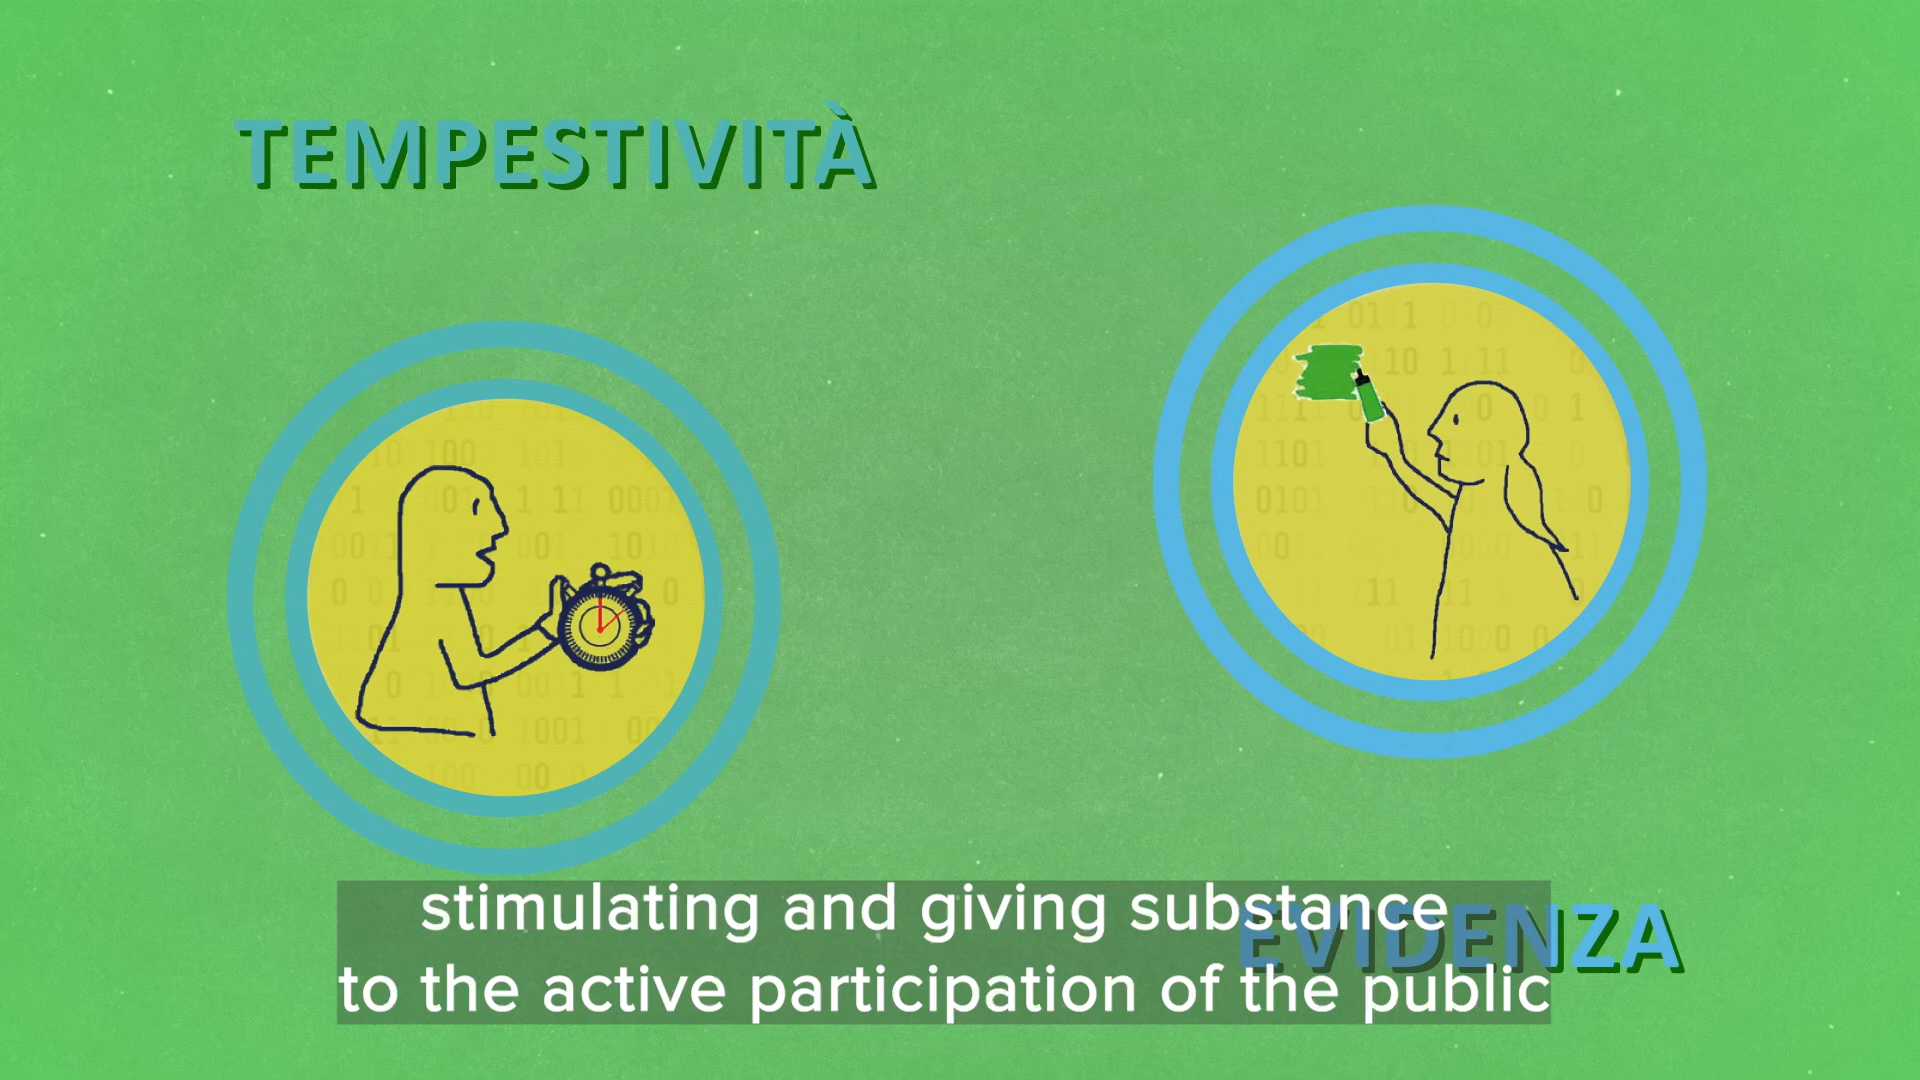 TEMPESTIVITÀ
stimulating and giving substance
EVIDENZA
to the active participation of the public